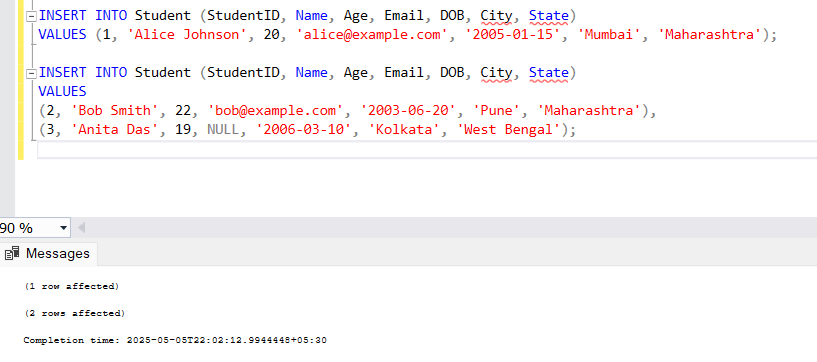 INSERT INTO Student (StudentID, Name, Age, Email, DOB, City, State)
VALUES (1, 'Alice Johnson', 20, 'alice@example.com', '2005-01-15', 'Mumbai', 'Maharashtra');
INSERT INTO Student (StudentID, Name, Age, Email, DOB, City, State)
VALUES
(2, 'Bob Smith', 22, 'bob@example.com', '2003-06-20', 'Pune', 'Maharashtra'),
(3, 'Anita Das', 19, NULL, '2006-03-10', 'Kolkata', 'West Bengal');
90 %
Messages
(1 row affected)
(2 rows affected)
Completion time: 2025-05-05T22:02:12.9944448+05:30